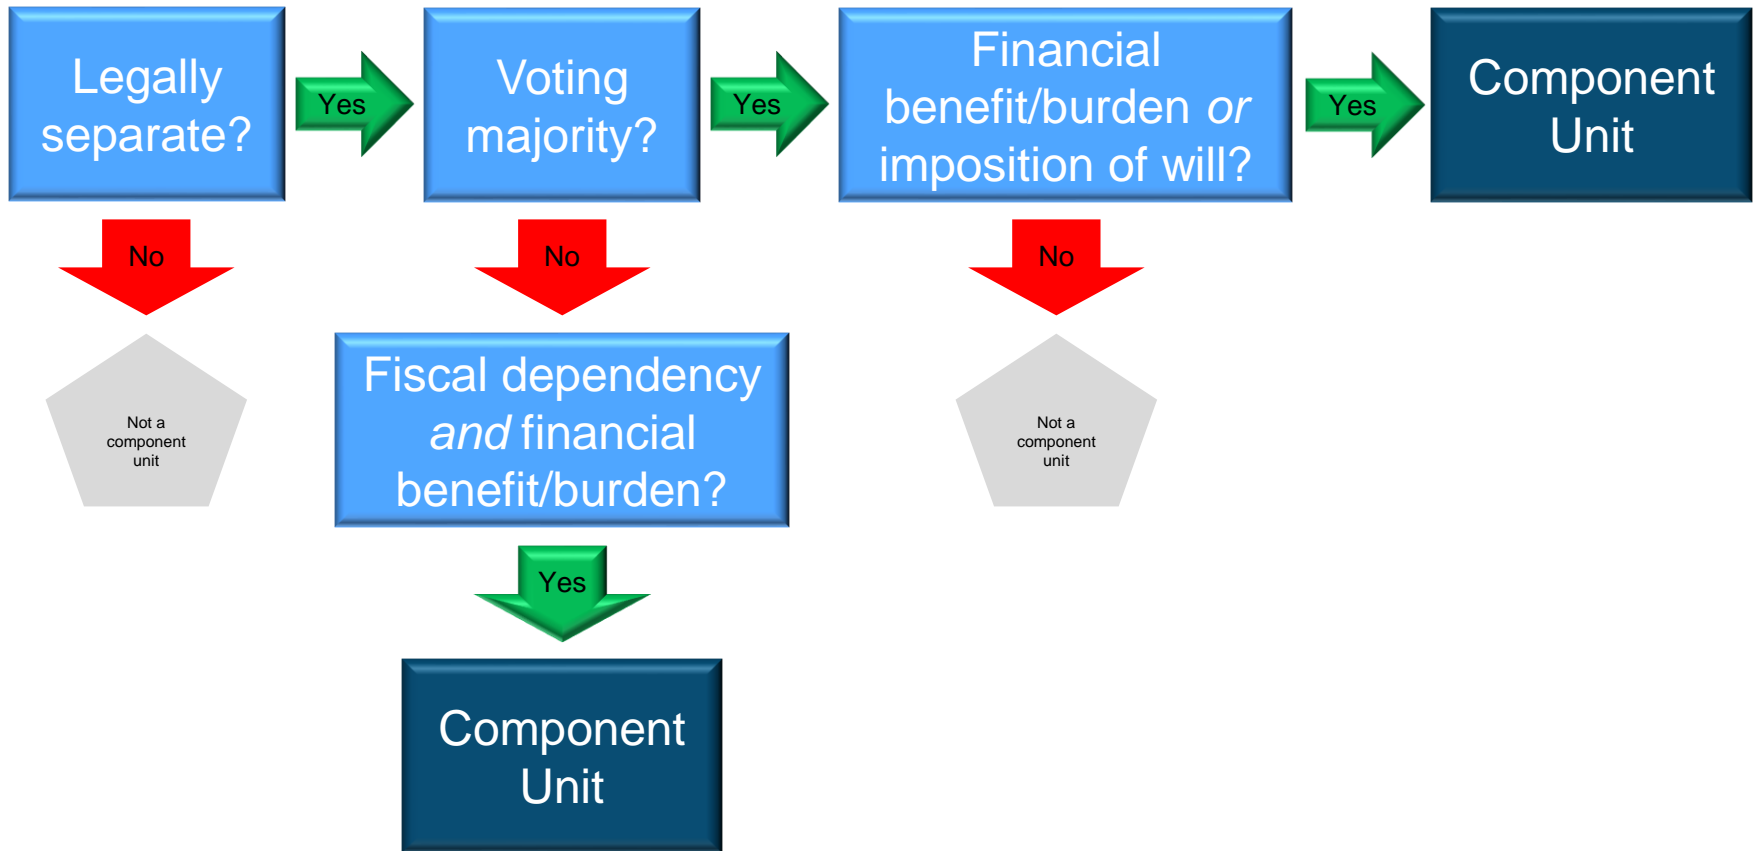 Legally
separate?
Yes
Voting
majority?
Yes
Financial
benefit/burden or
imposition of will?
Yes
Component
Unit
No
No
No
Not a
component
unit
Fiscal dependency
and financial
benefit/burden?
Not a
component
unit
Yes
Component
Unit